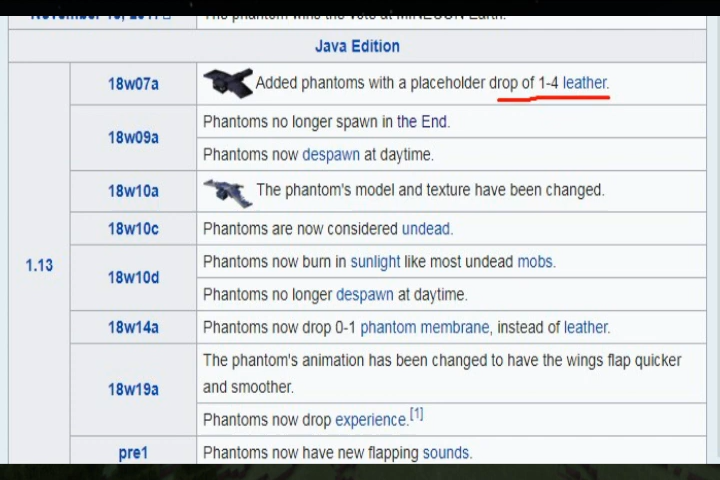 Java Edition
1.13
18w07a
Added phantoms with a placeholder drop of 1-4 leather.
18w09a
Phantoms no longer spawn in the End.
Phantoms now despawn at daytime.
18w10a
The phantom's model and texture have been changed.
18w10c
Phantoms are now considered undead.
18w10d
Phantoms now burn in sunlight like most undead mobs.
Phantoms no longer despawn at daytime.
18w14a
Phantoms now drop 0-1 phantom membrane, instead of leather.
18w19a
The phantom's animation has been changed to have the wings flap quicker
and smoother.
Phantoms now drop experience.[1]
pre1
Phantoms now have new flapping sounds.